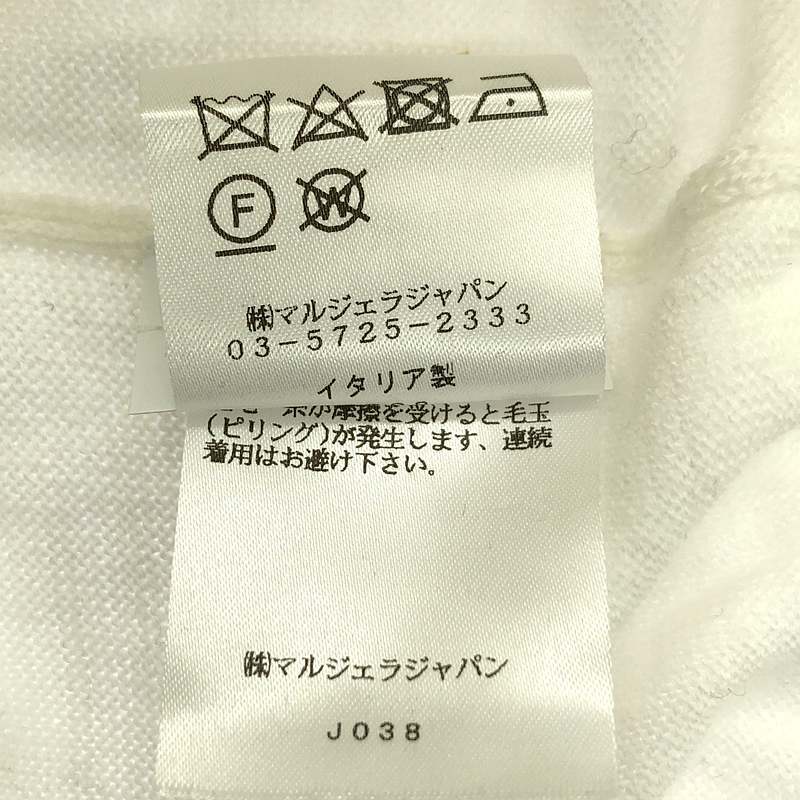 F
W
㈱マルジェラジャパン
03-5725-2333
イタリア製
糸が摩擦を受けると毛玉
(ピリング)が発生します、連続
着用はお避け下さい。
㈱マルジェラジャパン
J038